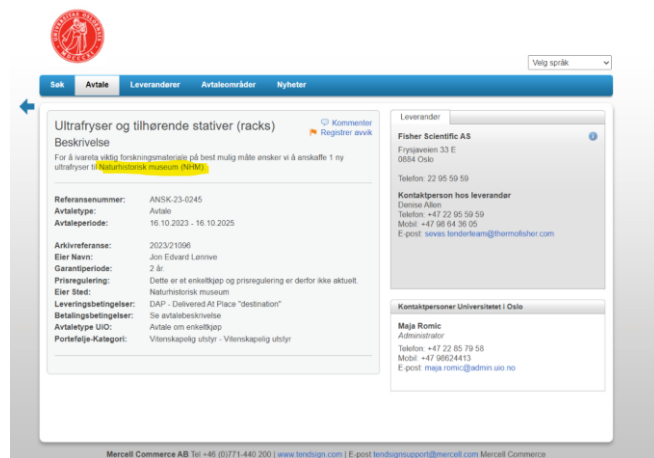 Velg språk
Søk Avtale Leverandører Avtaleområder Nyheter
Ultrafryser og tilhørende stativer (racks)
Kommenter
Registrer avvik
Beskrivelse
For å ivareta viktig forskningsmateriale på best mulig måte ønsker vi å anskaffe 1 ny
ultrafryser til Naturhistorisk museum (NHM)
Referansenummer: ANSK-23-0245
Avtaletype: Avtale
Avtaleperiode: 16.10.2023 - 16.10.2025
Arkivreferanse: 2023/21096
Eier Navn: Jon Edvard Lønnve
Garantiperiode: 2 år.
Prisregulering: Dette er et enkeltkjøp og prisregulering er derfor ikke aktuelt.
Eier Sted: Naturhistorisk museum
Leveringsbetingelser: DAP - Delivered At Place "destination"
Betalingsbetingelser: Se avtalebeskrivelse
Avtaletype UiO: Avtale om enkeltkjøp
Portefølje-Kategori: Vitenskapelig utstyr - Vitenskapelig utstyr
Leverandør
Fisher Scientific AS
Frysjaveien 33 E
0884 Oslo
Telefon: 22 95 59 59
Kontaktperson hos leverandør
Denise Allen
Telefon: +47 22 95 59 59
Mobil: +47 98 64 36 05
E-post: sevas.tenderteam@thermofisher.com
Kontaktpersoner Universitetet i Oslo
Maja Romic
Administrator
Telefon: +47 22 85 79 58
Mobil: +47 98624413
E-post: maja.romic@admin.uio.no
Mercell Commerce AB Tel +46 (0)771-440 200 | www.tendsign.com | E-post tendsignsupport@mercell.com Mercell Commerce